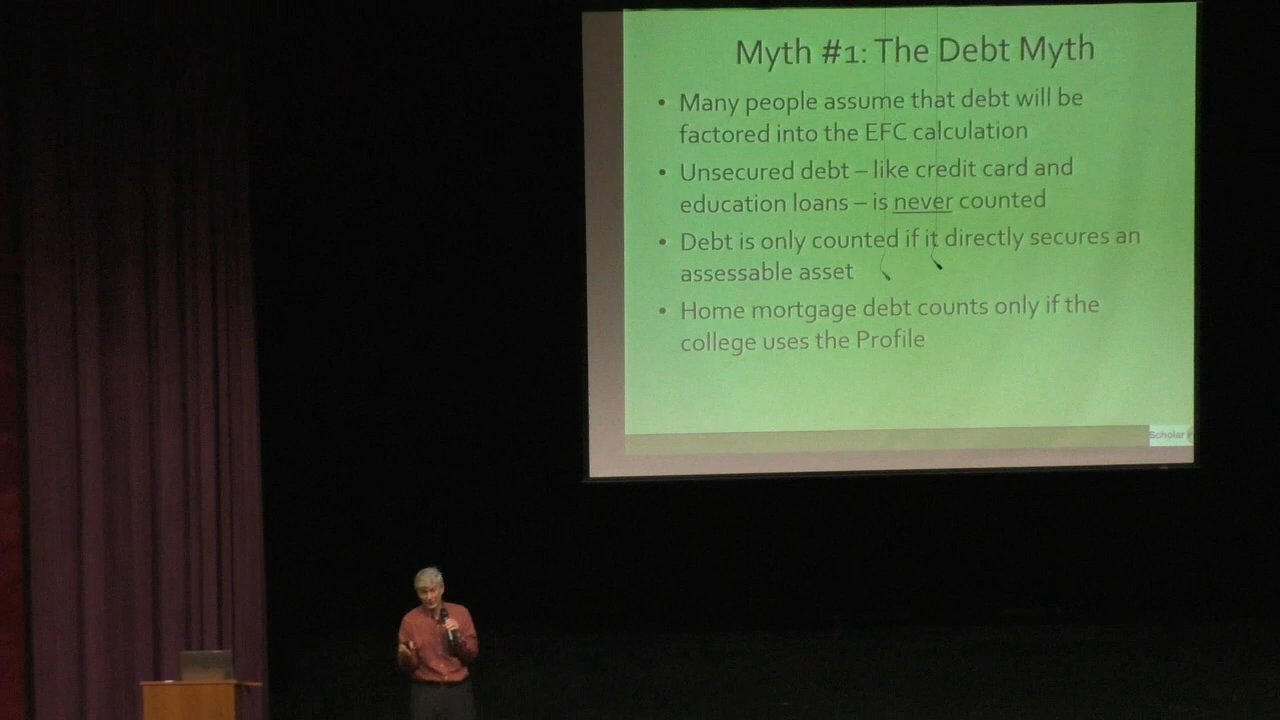 Myth #1: The Debt Myth
• Many people assume that debt will be
factored into the EFC calculation
• Unsecured debt – like credit card and
education loans – is never counted
• Debt is only counted if it directly secures an
assessable asset
• Home mortgage debt counts only if the
college uses the Profile
Scholar